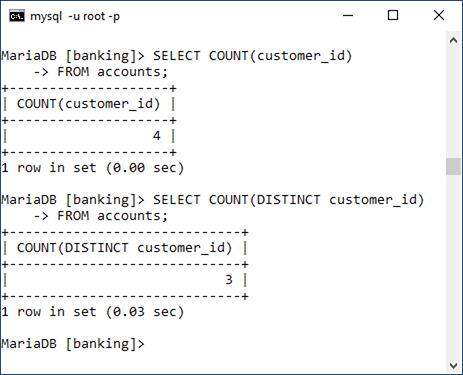 mysql -u root -p
MariaDB [banking]> SELECT COUNT(customer_id)
    -> FROM accounts;
+--------------------+
| COUNT(customer_id) |
+--------------------+
|                  4 |
+--------------------+
1 row in set (0.00 sec)
MariaDB [banking]> SELECT COUNT(DISTINCT customer_id)
    -> FROM accounts;
+-----------------------------+
| COUNT(DISTINCT customer_id) |
+-----------------------------+
|                           3 |
+-----------------------------+
1 row in set (0.03 sec)
MariaDB [banking]>